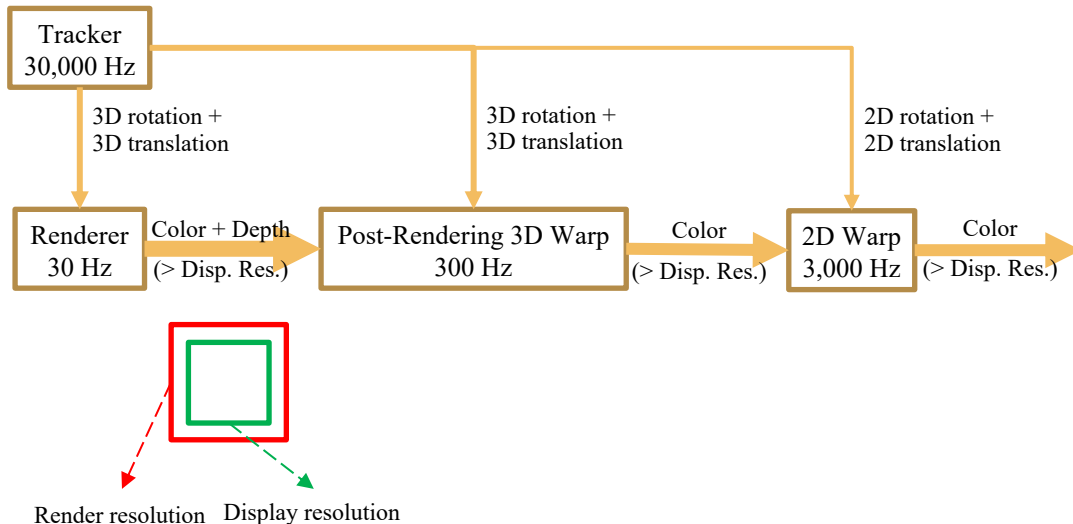 Tracker
30,000 Hz
3D rotation +
3D translation
3D rotation +
3D translation
2D rotation +
2D translation
Renderer
30 Hz
Color + Depth
(> Disp. Res.)
Post-Rendering 3D Warp
300 Hz
Color
(> Disp. Res.)
2D Warp
3,000 Hz
Color
(> Disp. Res.)
Render resolution
Display resolution